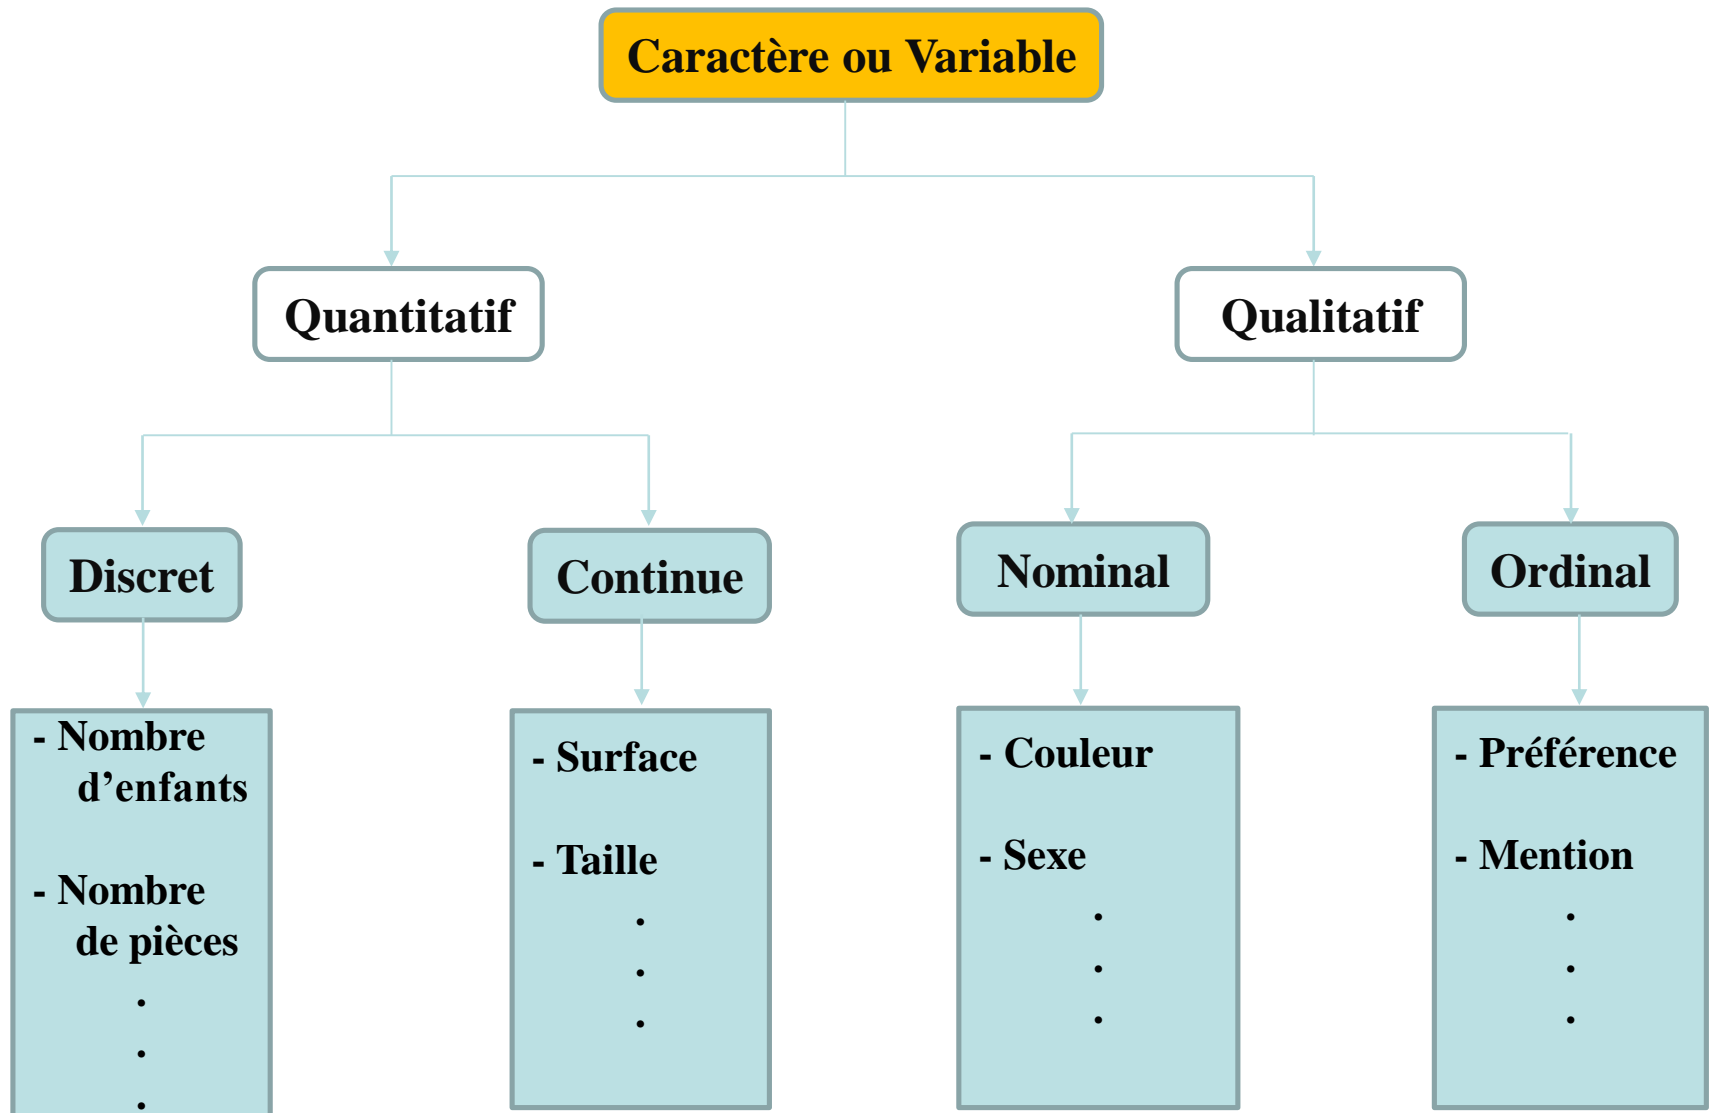 Caractère ou Variable
Quantitatif
Qualitatif
Discret
Continue
Nominal
Ordinal
- Nombre
d’enfants
- Nombre
de pièces
.
.
.
- Surface
- Taille
.
.
.
- Couleur
- Sexe
.
.
.
- Préférence
- Mention
.
.
.